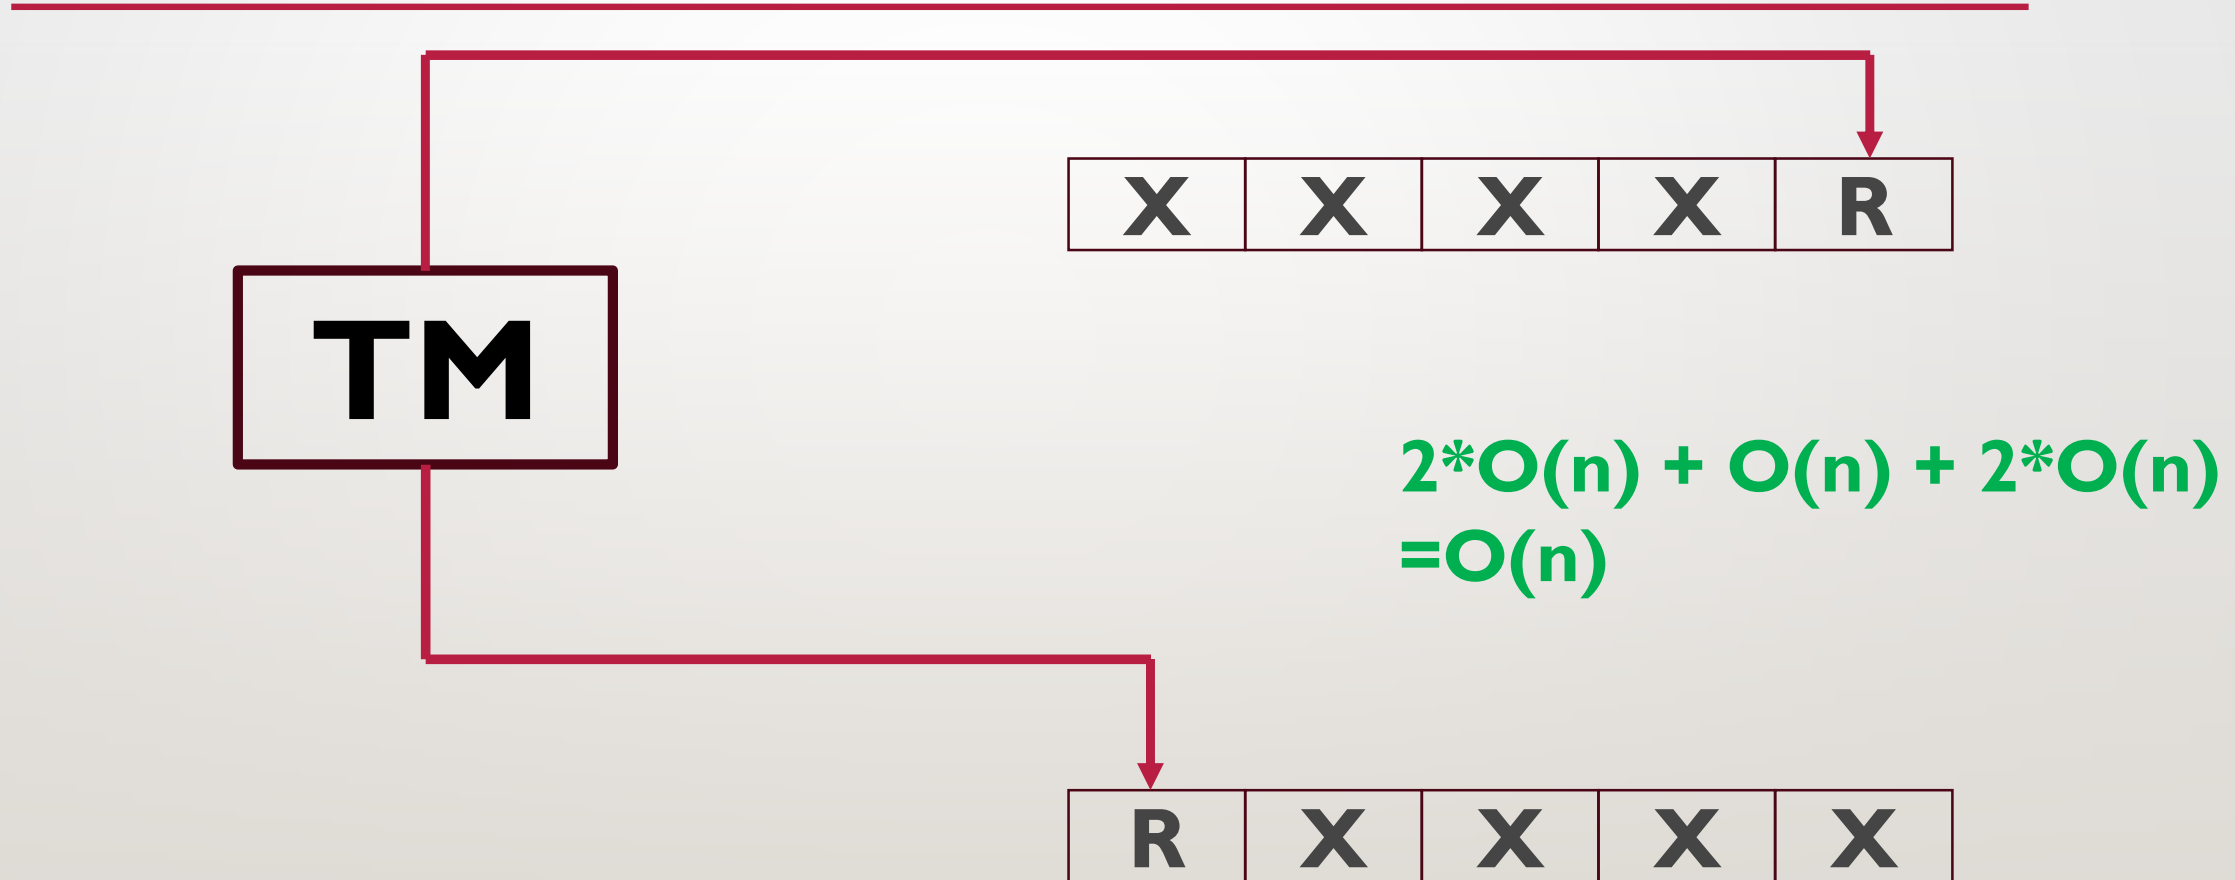 X X X X R
TM
2*O(n) + O(n) + 2*O(n)
=O(n)
R X X X X